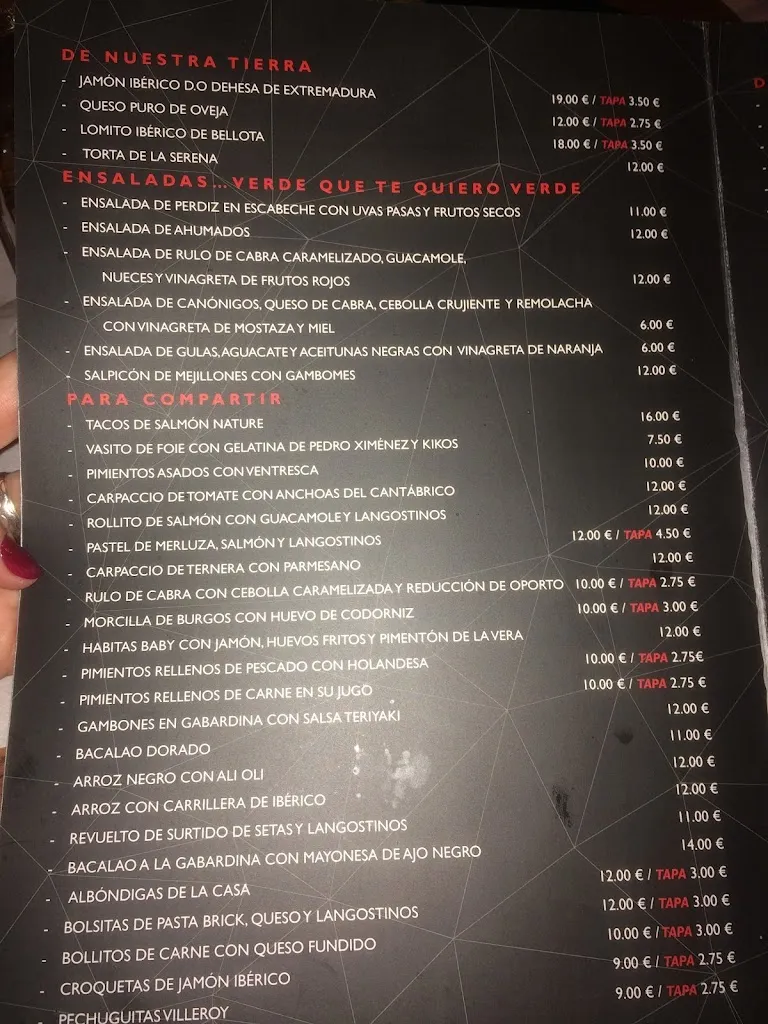 DE NUESTRA TIERRA
- JAMÓN IBÉRICO D.O DEHESA DE EXTREMADURA 19.00 € / TAPA 3.50 €
- QUESO PURO DE OVEJA 12.00 € / TAPA 2.75 €
- LOMITO IBÉRICO DE BELLOTA 18.00 € / TAPA 3.50 €
- TORTA DE LA SERENA 12.00 €
ENSALADAS...VERDE QUE TE QUIERO VERDE
- ENSALADA DE PERDIZ EN ESCABECHE CON UVAS PASAS Y FRUTOS SECOS 11.00 €
- ENSALADA DE AHUMADOS 12.00 €
- ENSALADA DE RULO DE CABRA CARAMELIZADO, GUACAMOLE,
NUECES Y VINAGRETA DE FRUTOS ROJOS 12.00 €
- ENSALADA DE CANÓNIGOS, QUESO DE CABRA, CEBOLLA CRUJIENTE Y REMOLACHA
CON VINAGRETA DE MOSTAZA Y MIEL 6.00 €
- ENSALADA DE GULAS, AGUACATE Y ACEITUNAS NEGRAS CON VINAGRETA DE NARANJA 6.00 €
- SALPICÓN DE MEJILLONES CON GAMBOMES 12.00 €
PARA COMPARTIR
- TACOS DE SALMÓN NATURE 16.00 €
- VASITO DE FOIE CON GELATINA DE PEDRO XIMÈNEZ Y KIKOS 7.50 €
- PIMIENTOS ASADOS CON VENTRESCA 10.00 €
- CARPACCIO DE TOMATE CON ANCHOAS DEL CANTÁBRICO 12.00 €
- ROLLITO DE SALMÓN CON GUACAMOLE Y LANGOSTINOS 12.00 €
- PASTEL DE MERLUZA, SALMÓN Y LANGOSTINOS 12.00 € / TAPA 4.50 €
- CARPACCIO DE TERNERA CON PARMESANO 12.00 €
- RULO DE CABRA CON CEBOLLA CARAMELIZADA Y REDUCCIÓN DE OPORTO 10.00 € / TAPA 2.75 €
- MORCILLA DE BURGOS CON HUEVO DE CODORNIZ 10.00 € / TAPA 3.00 €
- HABITAS BABY CON JAMÓN, HUEVOS FRITOS Y PIMENTÓN DE LA VERA 12.00 €
- PIMIENTOS RELLENOS DE PESCADO CON HOLANDESA 10.00 € / TAPA 2.75€
- PIMIENTOS RELLENOS DE CARNE EN SU JUGO 10.00 € / TAPA 2.75 €
- GAMBONES EN GABARDINA CON SALSA TERIYAKI 12.00 €
- BACALAO DORADO 11.00 €
- ARROZ NEGRO CON ALI OLI 12.00 €
- ARROZ CON CARRILLERA DE IBÉRICO 12.00 €
- REVUELTO DE SURTIDO DE SETAS Y LANGOSTINOS 11.00 €
- BACALAO A LA GABARDINA CON MAYONESA DE AJO NEGRO 14.00 €
- ALBÓNDIGAS DE LA CASA 12.00 € / TAPA 3.00 €
- BOLSITAS DE PASTA BRICK, QUESO Y LANGOSTINOS 12.00 € / TAPA 3.00 €
- BOLLITOS DE CARNE CON QUESO FUNDIDO 10.00 € / TAPA 3.00 €
- CROQUETAS DE JAMÓN IBÉRICO 9.00 € / TAPA 2.75 €
- PECHUGUITAS VILLEROY 9.00 € / TAPA 2.75 €